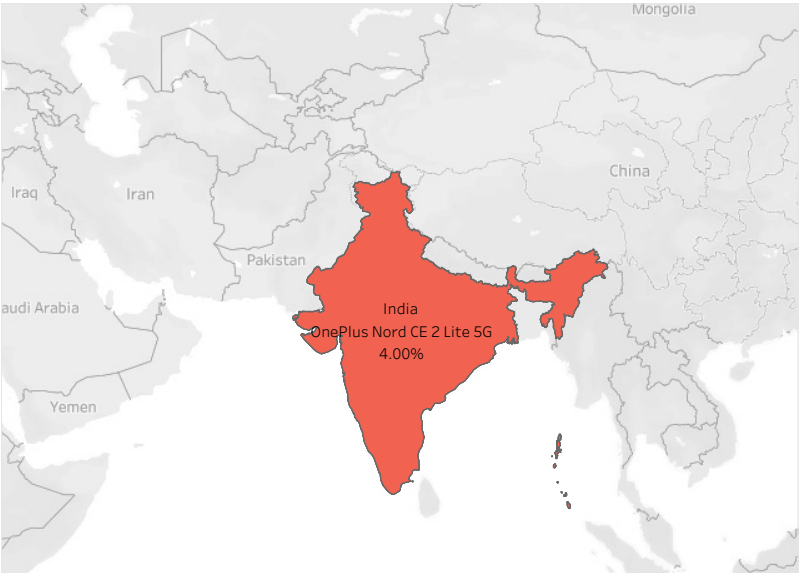 Mongolia
China
Iraq
Iran
Pakistan
audi Arabia
India
OnePlus Nord CE 2 Lite 5G
4.00%
Yemen